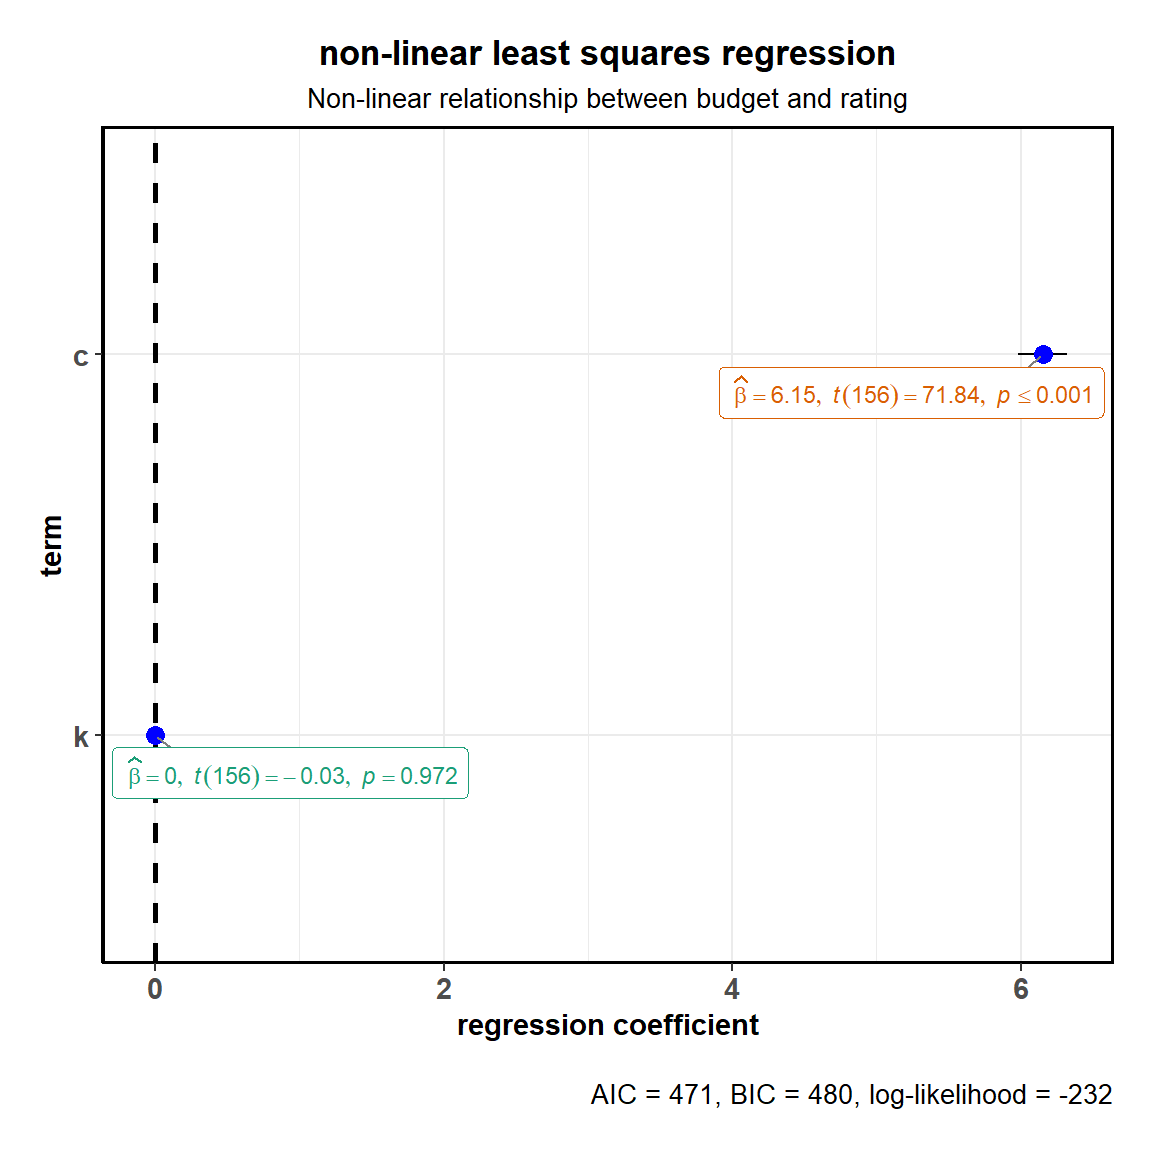 non-linear least squares regression
Non-linear relationship between budget and rating
c
β̂ = 6.15, t(156) = 71.84, p ≤ 0.001
term
k
β̂ = 0, t(156) = −0.03, p = 0.972
0 2 4 6
regression coefficient
AIC = 471, BIC = 480, log-likelihood = -232